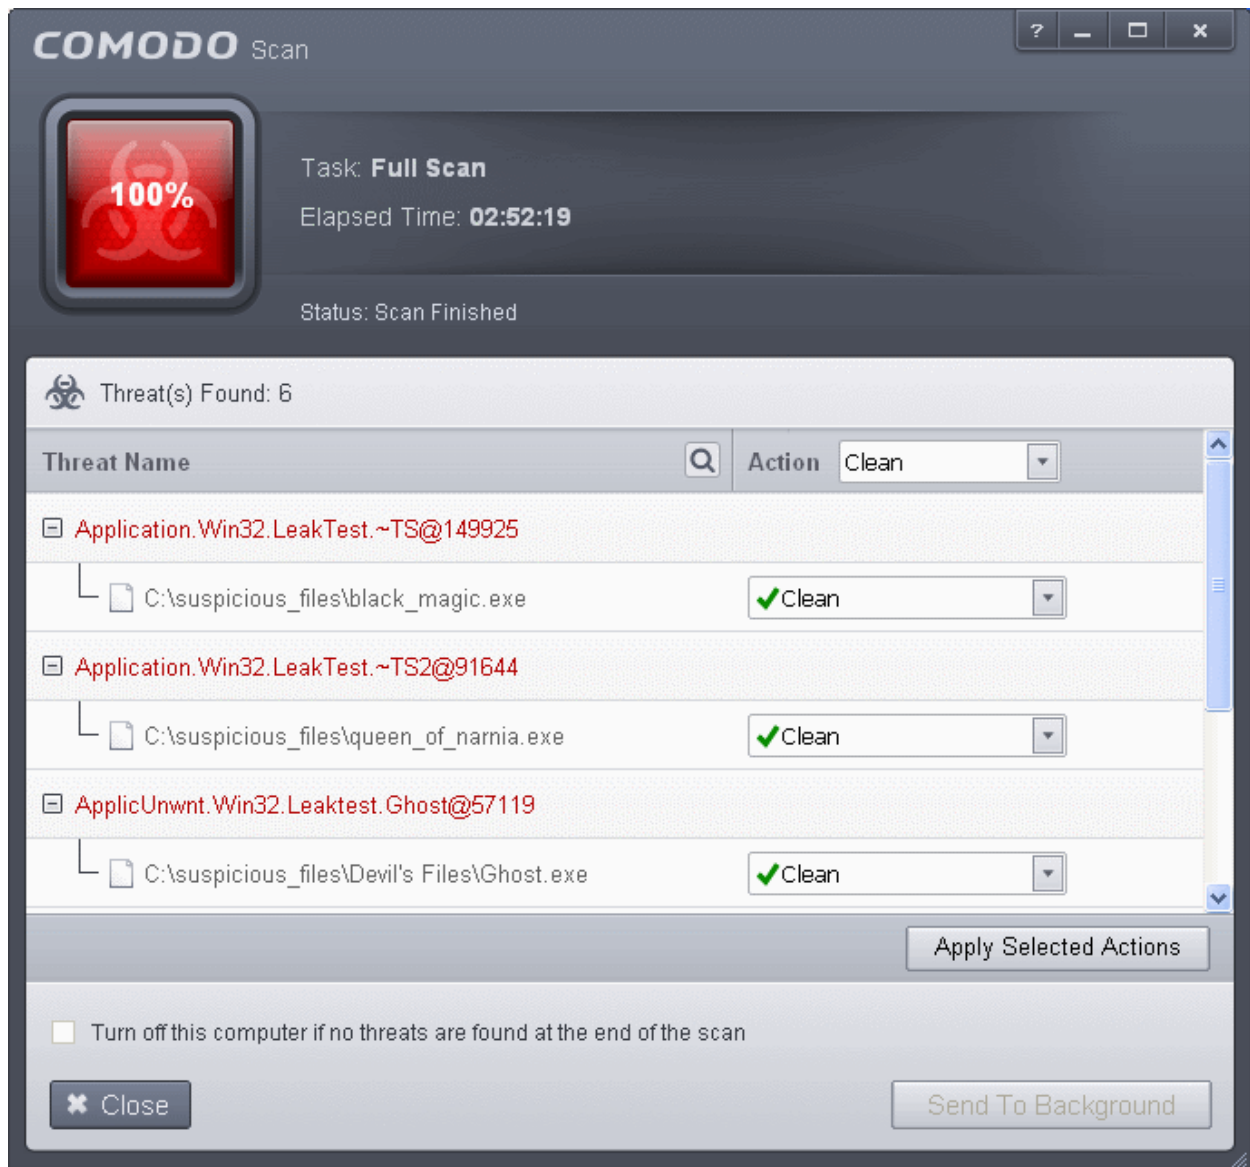 COMODO Scan
?
100%
Task: Full Scan
Elapsed Time: 02:52:19
Status: Scan Finished
Threat(s) Found: 6
Threat Name Action Clean
Application.Win32.LeakTest.~TS@149925
C:\suspicious_files\black_magic.exe Clean
Application.Win32.LeakTest.~TS2@91644
C:\suspicious_files\queen_of_narnia.exe Clean
ApplicUnwnt.Win32.Leaktest.Ghost@57119
C:\suspicious_files\Devil's Files\Ghost.exe Clean
Apply Selected Actions
Turn off this computer if no threats are found at the end of the scan
Close Send To Background